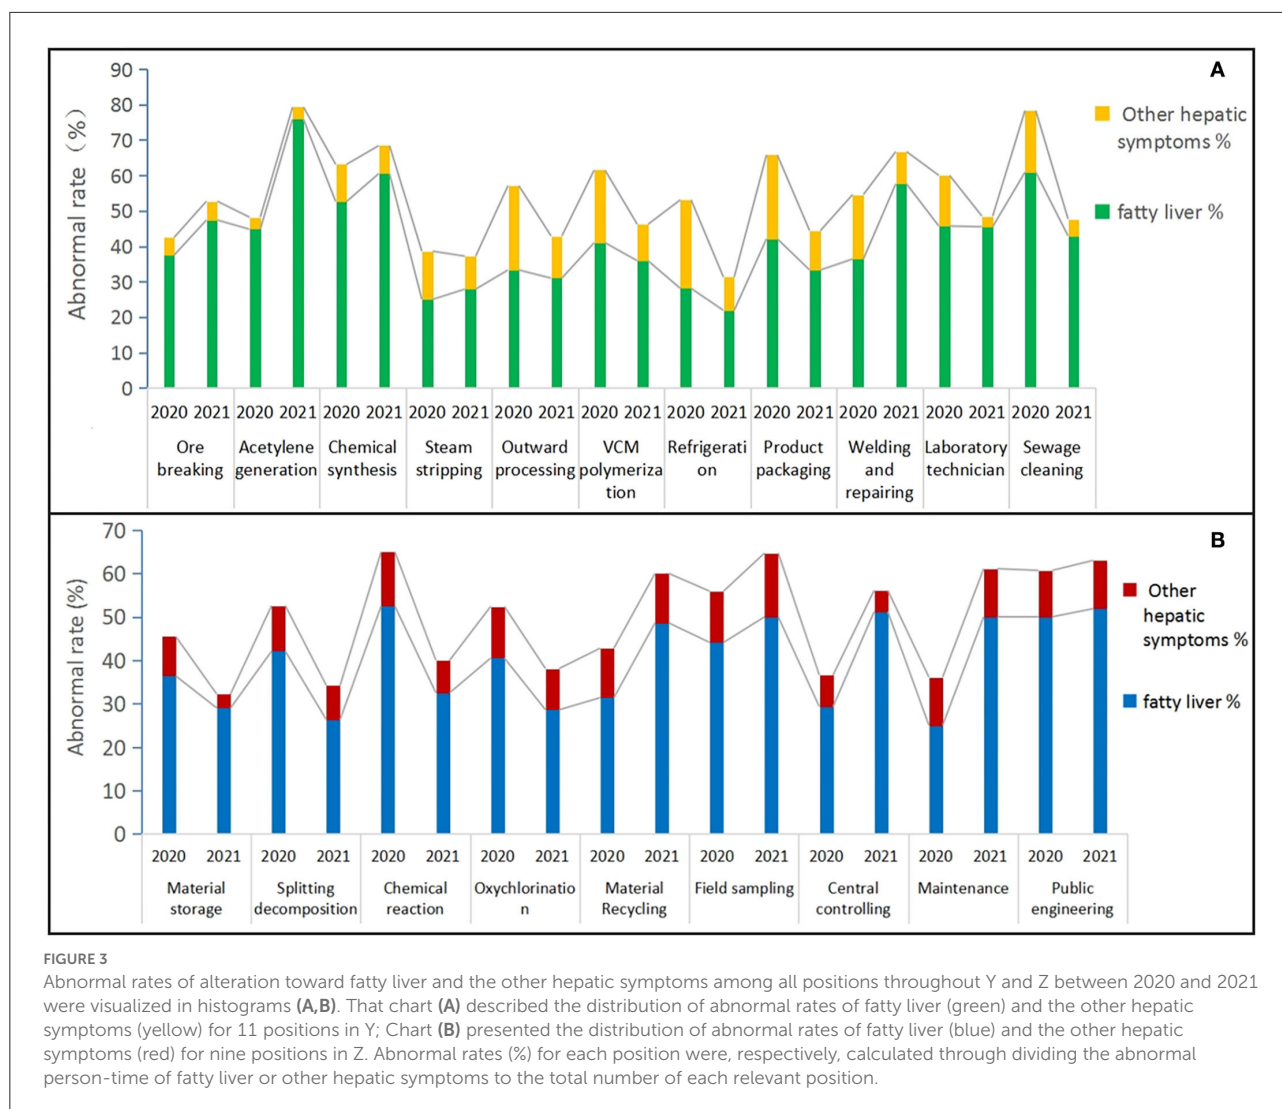 A
90
80
70
60
50
40
30
20
10
0
Abnormal rate (%)
Other hepatic
symptoms %
fatty liver %
2020 2021 2020 2021 2020 2021 2020 2021 2020 2021 2020 2021 2020 2021 2020 2021 2020 2021 2020 2021 2020 2021
Ore
breaking
Acetylene
generation
Chemical
synthesis
Steam
stripping
Outward
processing
VCM
polymeriza
tion
Refrigerati
on
Product
packaging
Welding
and
repairing
Laboratory
technician
Sewage
cleaning
B
70
60
50
40
30
20
10
0
Abnormal rate (%)
Other
hepatic
symptoms %
fatty liver %
2020 2021 2020 2021 2020 2021 2020 2021 2020 2021 2020 2021 2020 2021 2020 2021 2020 2021
Material
storage
Splitting
decomposition
Chemical
reaction
Oxychlorinatio
n
Material
Recycling
Field sampling
Central
controlling
Maintenance
Public
engineering
FIGURE 3
Abnormal rates of alteration toward fatty liver and the other hepatic symptoms among all positions throughout Y and Z between 2020 and 2021
were visualized in histograms (A,B). That chart (A) described the distribution of abnormal rates of fatty liver (green) and the other hepatic
symptoms (yellow) for 11 positions in Y; Chart (B) presented the distribution of abnormal rates of fatty liver (blue) and the other hepatic
symptoms (red) for nine positions in Z. Abnormal rates (%) for each position were, respectively, calculated through dividing the abnormal
person-time of fatty liver or other hepatic symptoms to the total number of each relevant position.